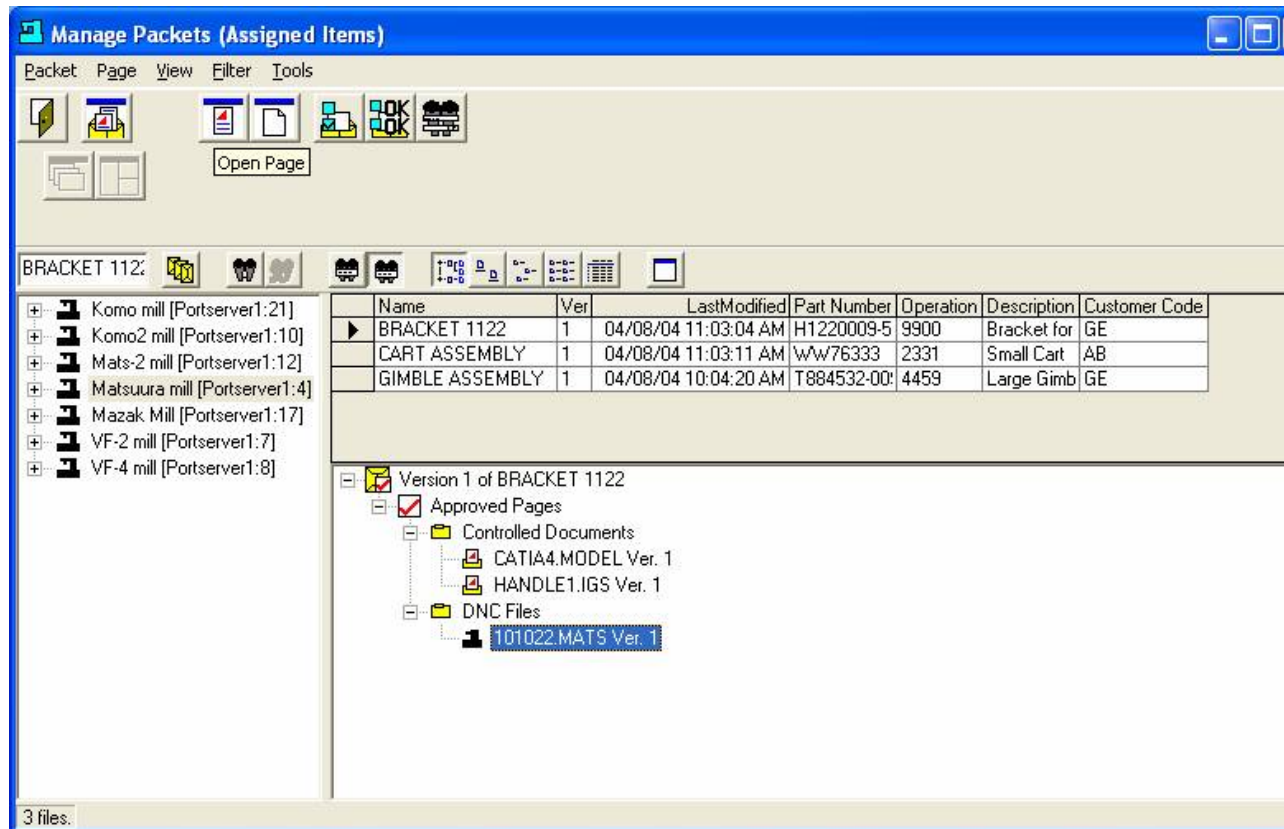 Manage Packets (Assigned Items)
Packet Page View Filter Tools
OK
OK
Open Page
BRACKET 112
Komo mill [Portserver1:21]
Komo2 mill [Portserver1:10]
Mats-2 mill [Portserver1:12]
Matsuura mill [Portserver1:4]
Mazak Mill [Portserver1:17]
VF-2 mill [Portserver1:7]
VF-4 mill [Portserver1:8]
Name Ver LastModified Part Number Operation Description Customer Code
BRACKET 1122 1 04/08/04 11:03:04 AM H1220009-5 9900 Bracket for GE
CART ASSEMBLY 1 04/08/04 11:03:11 AM WW76333 2331 Small Cart AB
GIMBLE ASSEMBLY 1 04/08/04 10:04:20 AM T884532-00 4459 Large Gimb GE
Version 1 of BRACKET 1122
Approved Pages
Controlled Documents
CATIA4.MODEL Ver. 1
HANDLE1.IGS Ver. 1
DNC Files
101022.MATS Ver. 1
3 files.